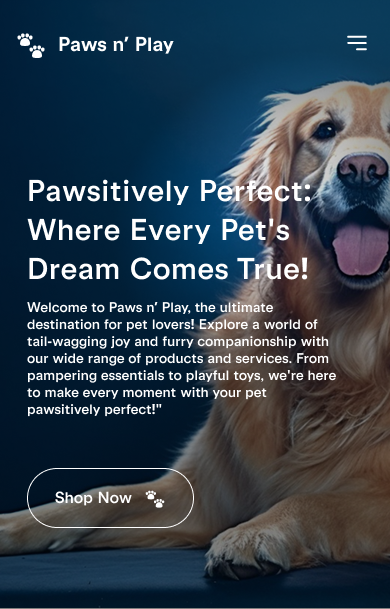 Paws n' Play
Pawsitively Perfect:
Where Every Pet's
Dream Comes True!
Welcome to Paws n' Play, the ultimate
destination for pet lovers! Explore a world of
tail-wagging joy and furry companionship with
our wide range of products and services. From
pampering essentials to playful toys, we're here
to make every moment with your pet
pawsitively perfect!"
Shop Now